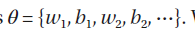 s θ = {w₁, b₁, w₂, b₂, ⋯}.